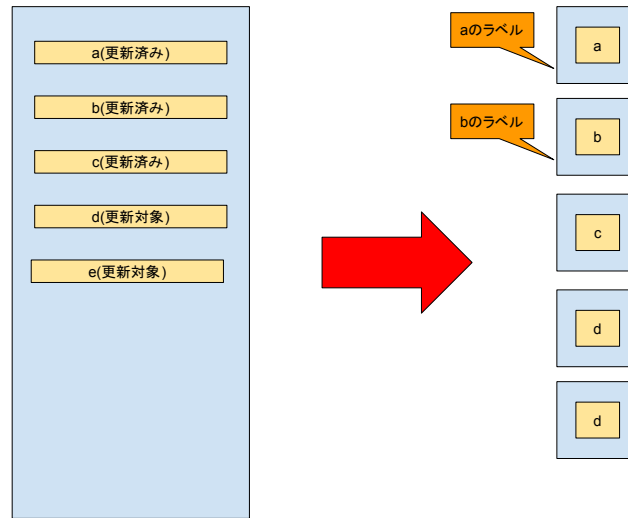 a(更新済み)
b(更新済み)
c(更新済み)
d(更新対象)
e(更新対象)
aのラベル
a
bのラベル
b
c
d
d